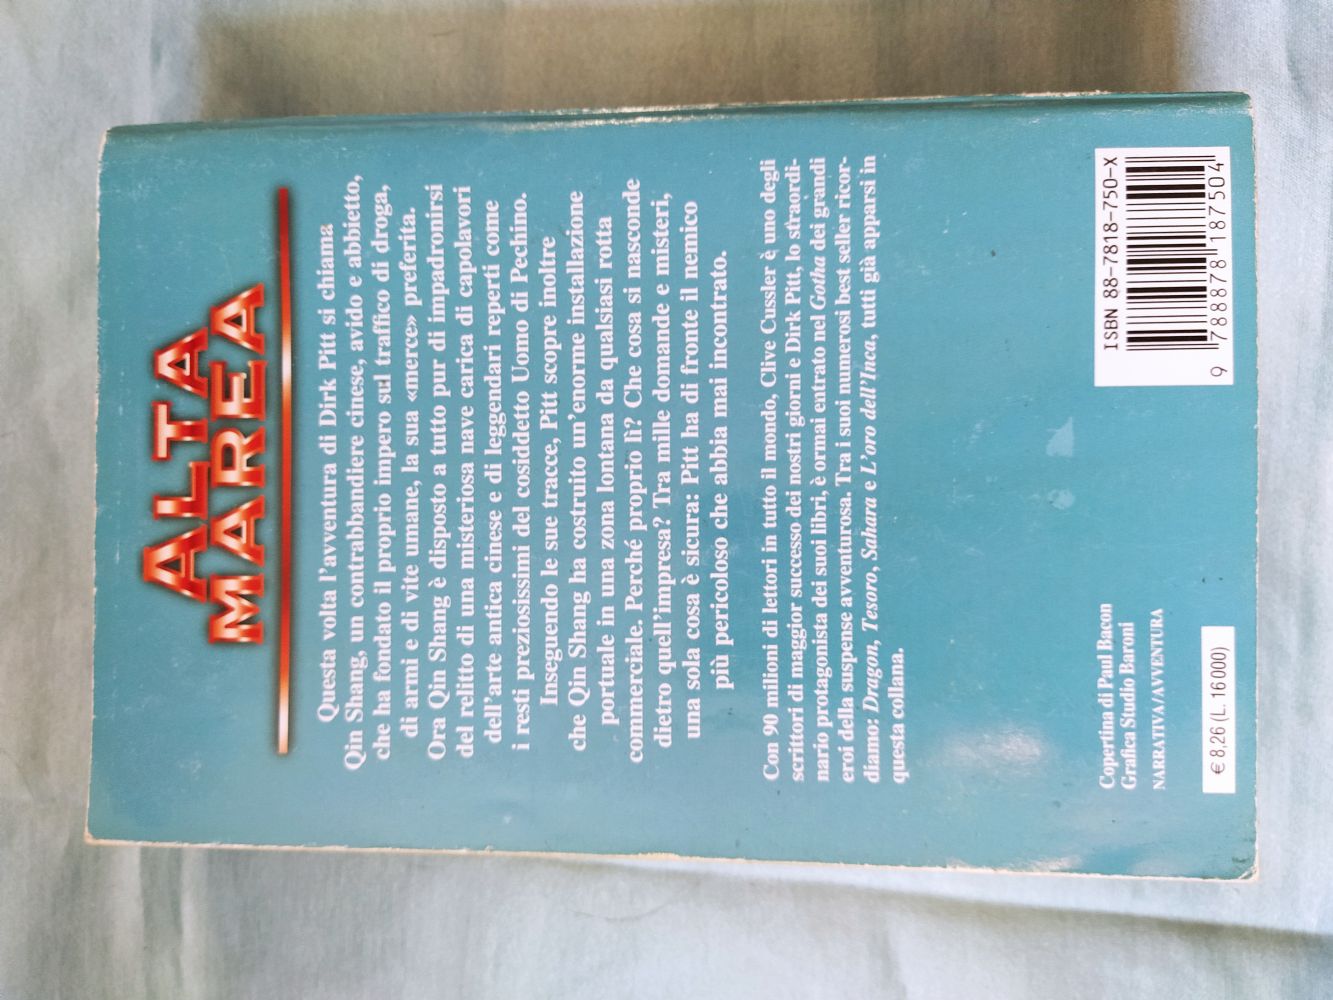 ALTA
MAREA
Questa volta l'avventura di Dirk Pitt si chiama
Qin Shang, un contrabbandiere cinese, avido e abbietto,
che ha fondato il proprio impero sul traffico di droga,
di armi e di vite umane, la sua «merce» preferita.
Ora Qin Shang è disposto a tutto pur di impadronirsi
del relitto di una misteriosa nave carica di capolavori
dell'arte antica cinese e di leggendari reperti come
i resti preziosissimi del cosiddetto Uomo di Pechino.
Inseguendo le sue tracce, Pitt scopre inoltre
che Qin Shang ha costruito un'enorme installazione
portuale in una zona lontana da qualsiasi rotta
commerciale. Perché proprio lì? Che cosa si nasconde
dietro quell'impresa? Tra mille domande e misteri,
una sola cosa è sicura: Pitt ha di fronte il nemico
più pericoloso che abbia mai incontrato.
Con 90 milioni di lettori in tutto il mondo, Clive Cussler è uno degli
scrittori di maggior successo dei nostri giorni e Dirk Pitt, lo straordi-
nario protagonista dei suoi libri, è ormai entrato nel Gotha dei grandi
eroi della suspense avventurosa. Tra i suoi numerosi best seller ricor-
diamo: Dragon, Tesoro, Sahara e L'oro dell'Inca, tutti già apparsi in
questa collana.
Copertina di Paul Bacon
Grafica Studio Baroni
NARRATIVA/AVVENTURA
€ 8,26 (L. 16000)
ISBN 88-7818-750-X
9 788878 187504